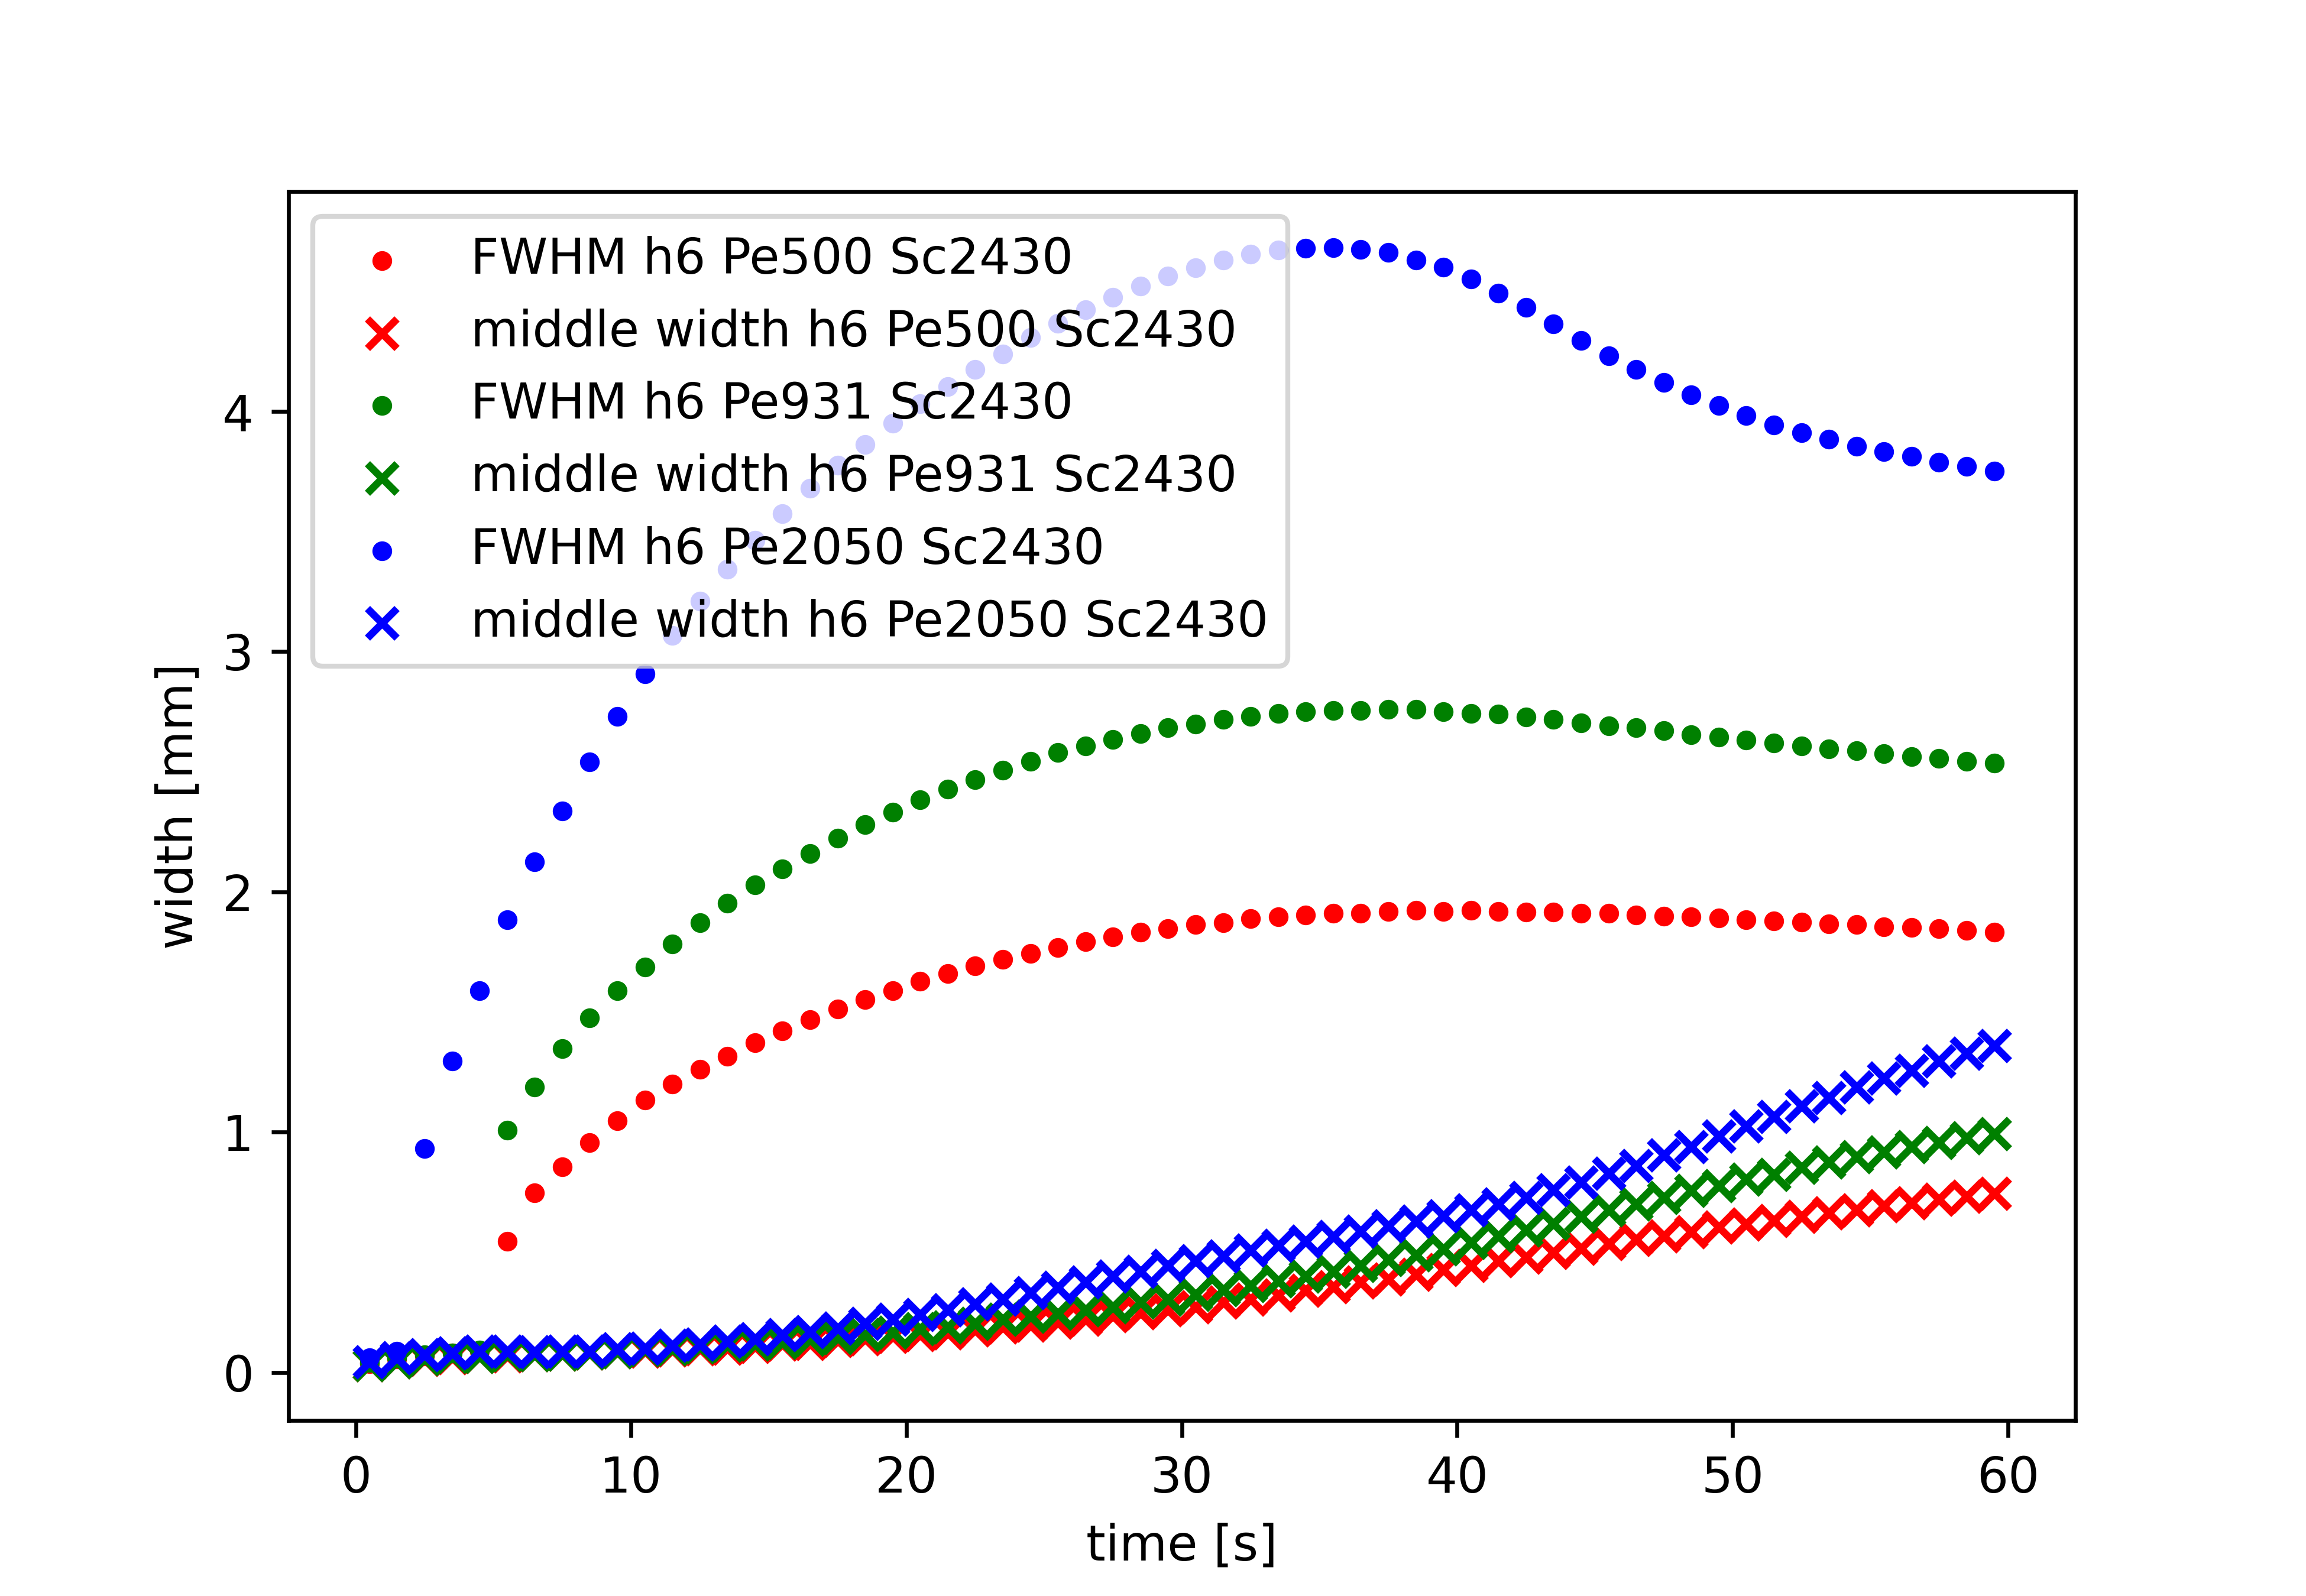 FWHM h6 Pe500 Sc2430
middle width h6 Pe500 Sc2430
FWHM h6 Pe931 Sc2430
middle width h6 Pe931 Sc2430
FWHM h6 Pe2050 Sc2430
middle width h6 Pe2050 Sc2430
4
3
2
1
0
width [mm]
0 10 20 30 40 50 60
time [s]